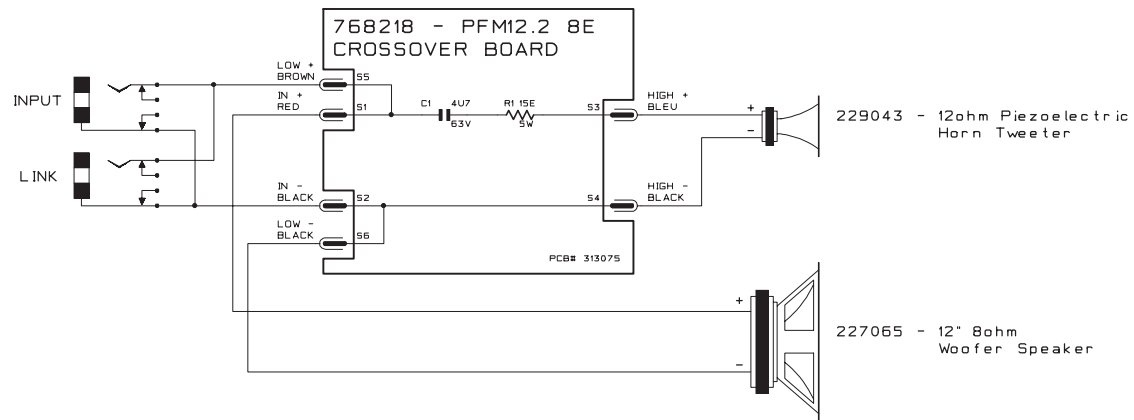 768218 - PFM12.2 8E
CROSSOVER BOARD
LOW +
BROWN
S5
INPUT
IN +
RED
S1
C1
4U7
63V
R1 15E
5W
S3
HIGH +
BLEU
+
-
229043 - 12ohm Piezoelectric
Horn Tweeter
LINK
IN -
BLACK
S2
S4
HIGH -
BLACK
LOW -
BLACK
S6
PCB# 313075
+
-
227065 - 12" 8ohm
Woofer Speaker